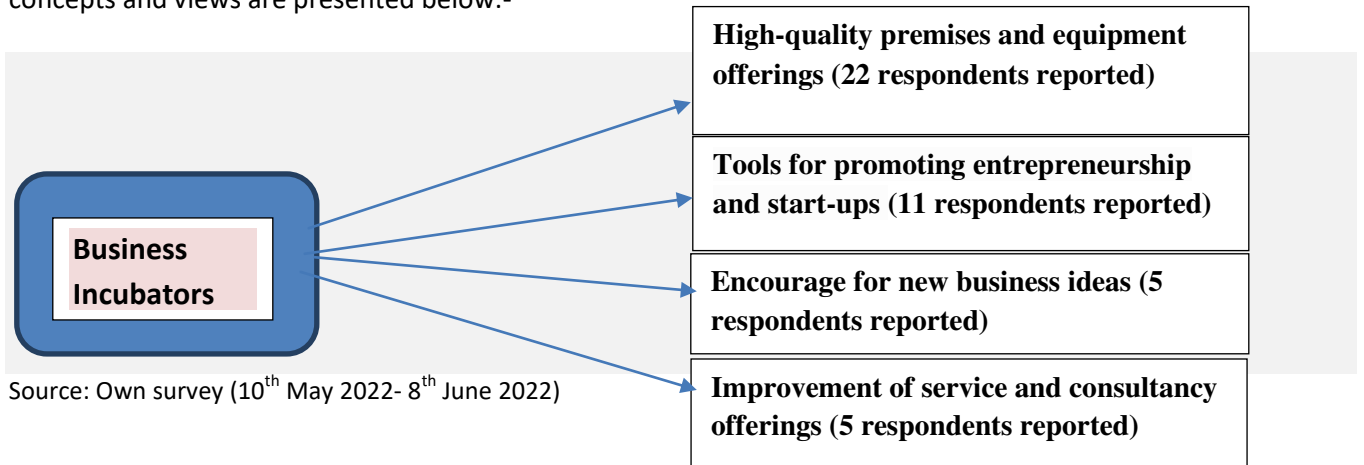 concepts and views are presented below:-
High-quality premises and equipment
offerings (22 respondents reported)
Tools for promoting entrepreneurship
and start-ups (11 respondents reported)
Business
Incubators
Encourage for new business ideas (5
respondents reported)
Improvement of service and consultancy
offerings (5 respondents reported)
Source: Own survey (10th May 2022- 8th June 2022)